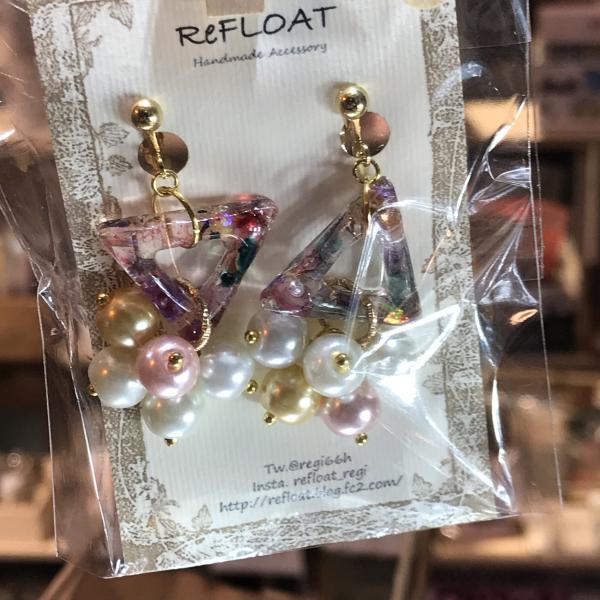 ReFLOAT
Handmade Accessory
Tw.@regi66h
Insta. refloat_regi
http://refloat.blog.fc2.com/